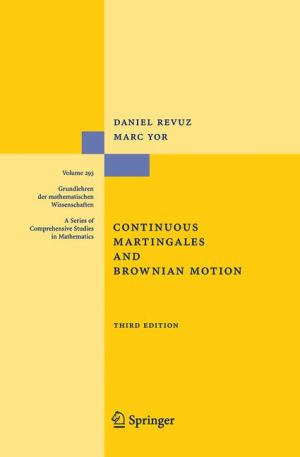 DANIEL REVUZ
MARC YOR
Volume 293
Grundlehren
der mathematischen
Wissenschaften
A Series of
Comprehensive Studies
in Mathematics
CONTINUOUS
MARTINGALES
AND
BROWNIAN MOTION
THIRD EDITION
Springer